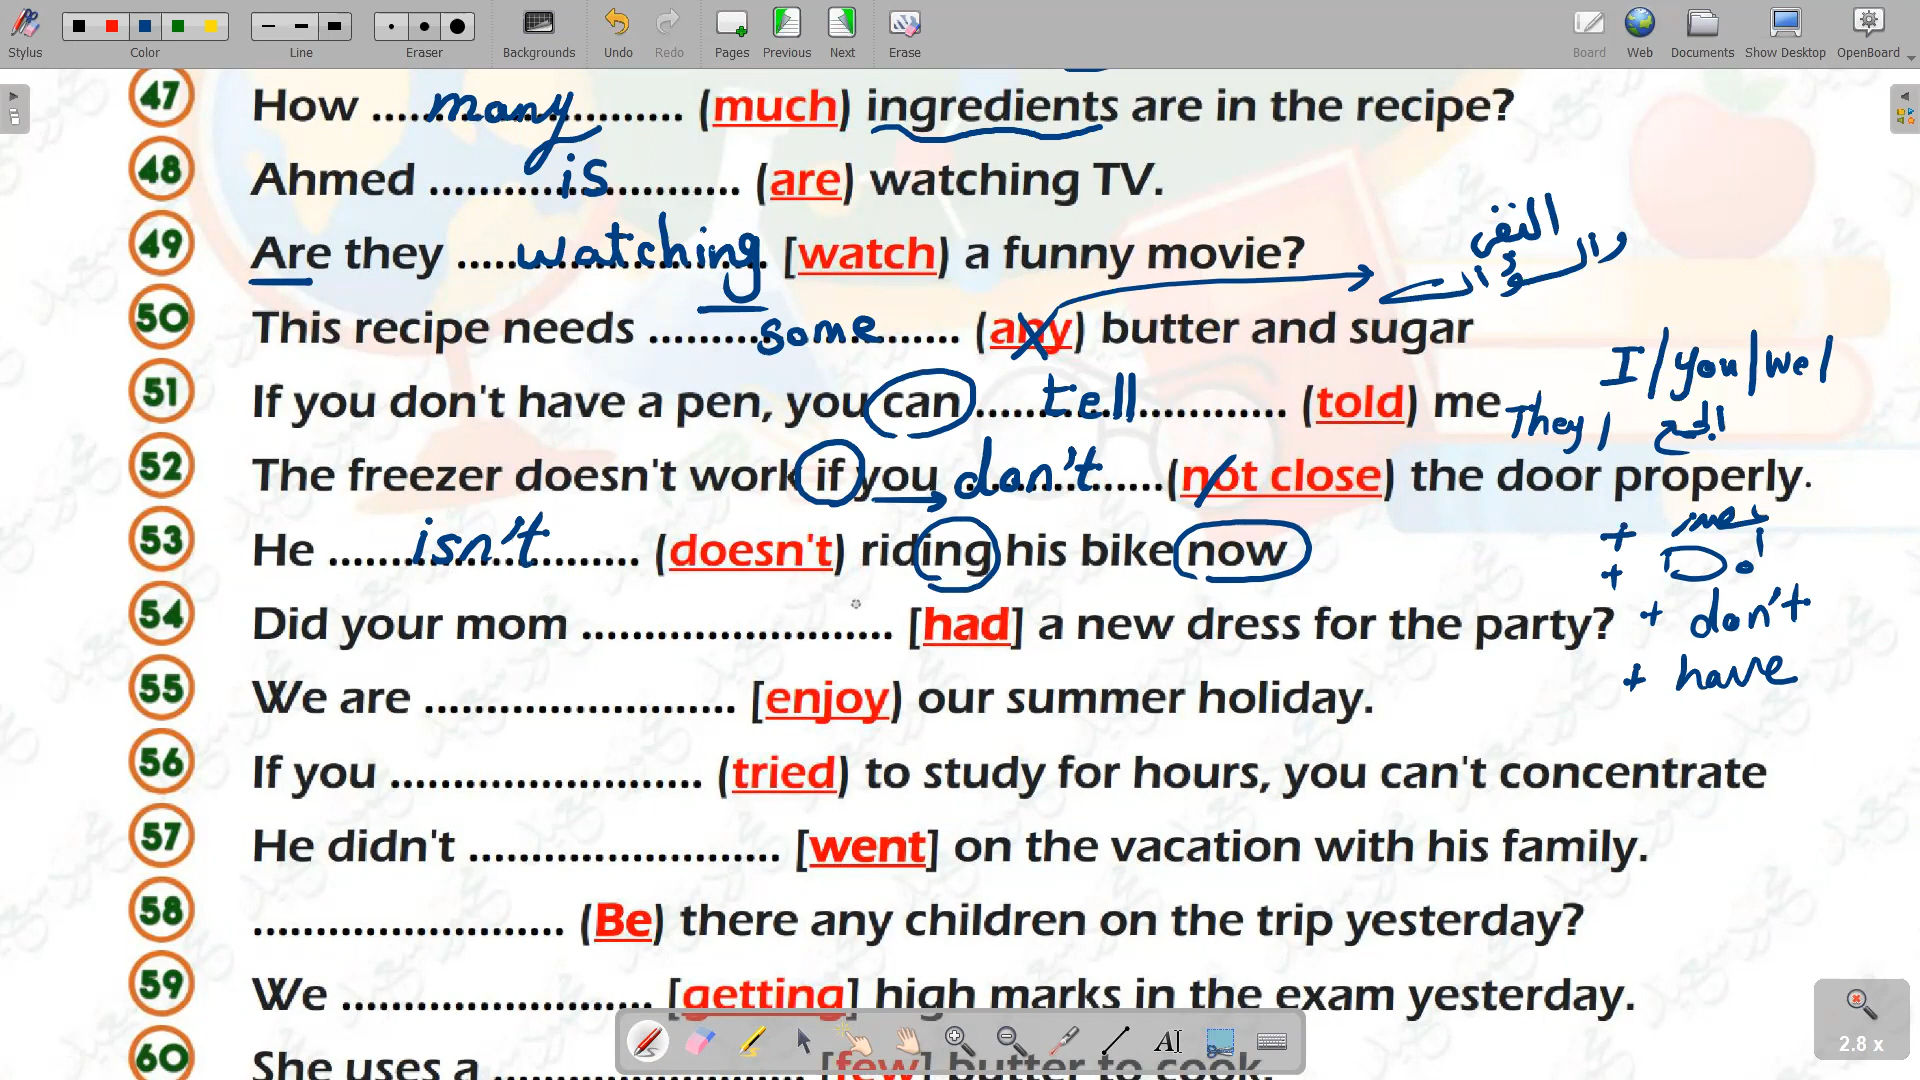 Stylus Color Line Eraser Backgrounds Undo Redo Pages Previous Next Erase Board Web Documents Show Desktop OpenBoard
47 How ..... many ..... (much) ingredients are in the recipe?
48 Ahmed ..... is ..... (are) watching TV.
49 Are they ..... watching ..... [watch) a funny movie?
النفي
والسؤال
50 This recipe needs ..... some ..... (any) butter and sugar
I / you / we /
51 If you don't have a pen, you can ..... tell ..... (told) me
They /
52 The freezer doesn't work if you don't .....(not close) the door properly.
53 He ..... isn't ..... (doesn't) riding his bike now
+ Do
+ don't
54 Did your mom ..... [had] a new dress for the party?
+ have
55 We are ..... [enjoy) our summer holiday.
56 If you ..... (tried) to study for hours, you can't concentrate
57 He didn't ..... [went] on the vacation with his family.
58 ..... (Be) there any children on the trip yesterday?
59 We ..... [getting] high marks in the exam yesterday.
60 She uses a ..... [few] butter to cook.
2.8 x